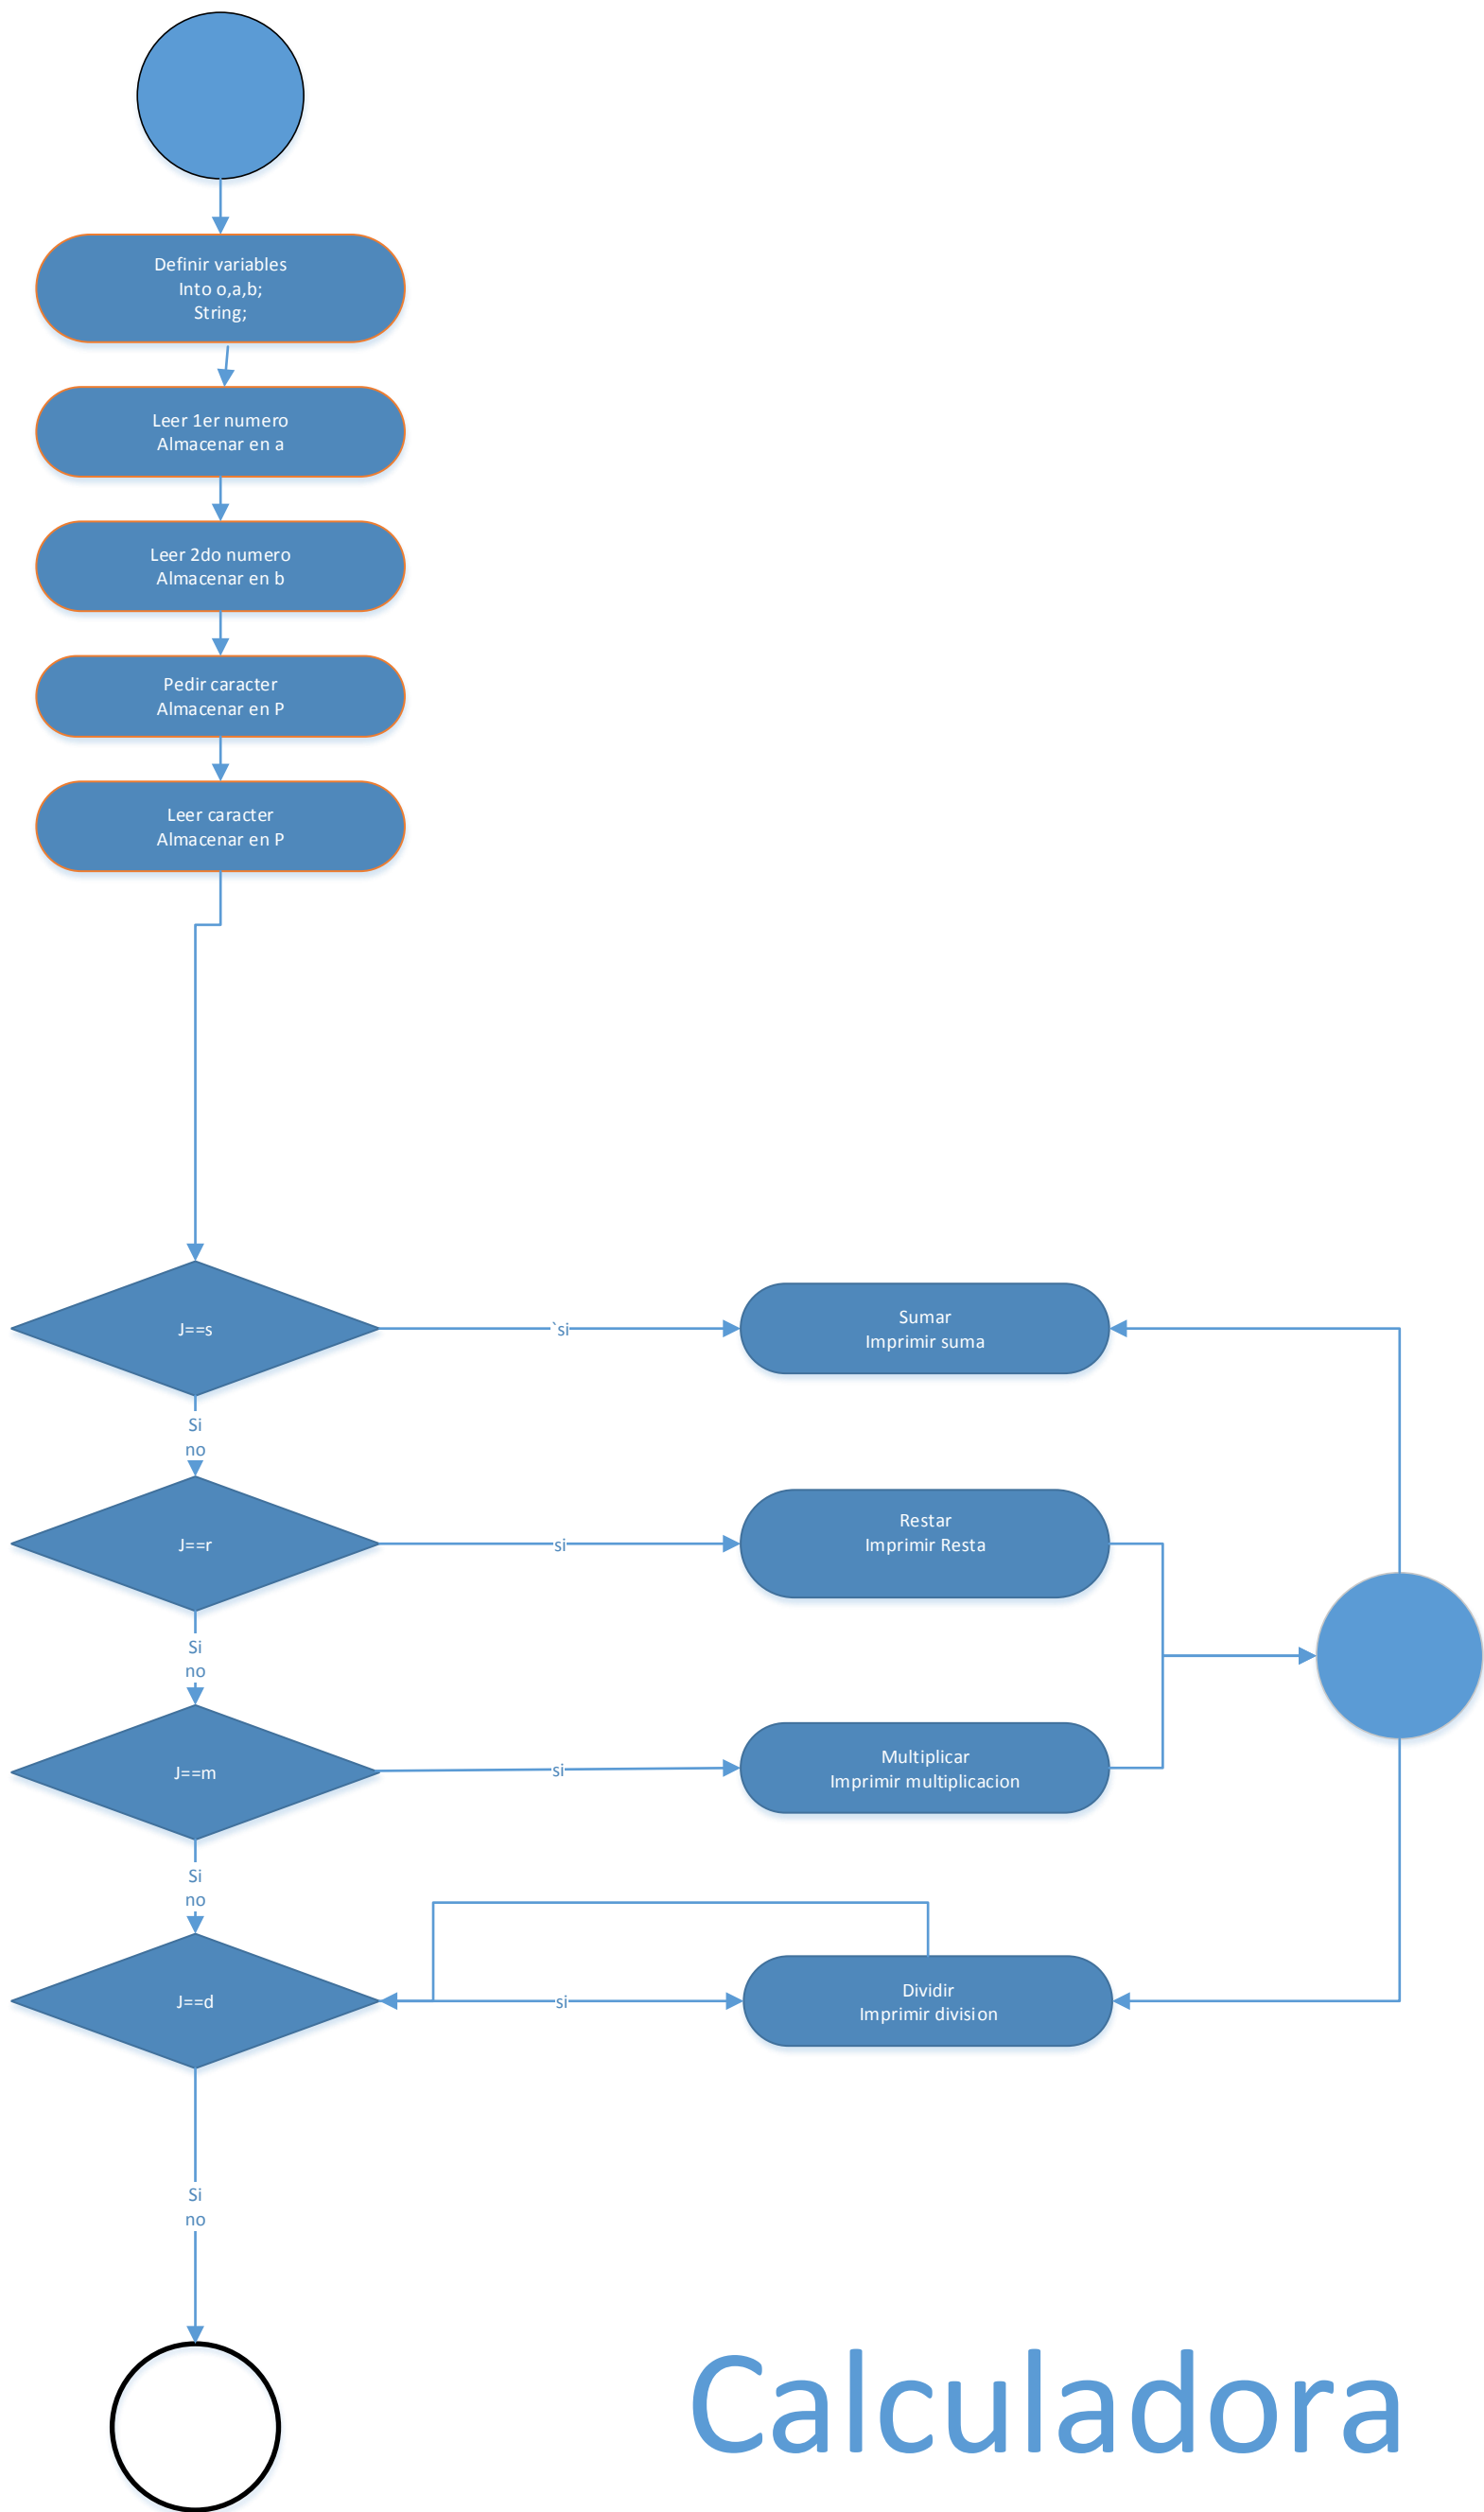 Definir variables
Into o,a,b;
String;
Leer 1er numero
Almacenar en a
Leer 2do numero
Almacenar en b
Pedir caracter
Almacenar en P
Leer caracter
Almacenar en P
J==s
`si
Sumar
Imprimir suma
Si
no
J==r
si
Restar
Imprimir Resta
Si
no
J==m
si
Multiplicar
Imprimir multiplicacion
Si
no
J==d
si
Dividir
Imprimir division
Si
no
Calculadora